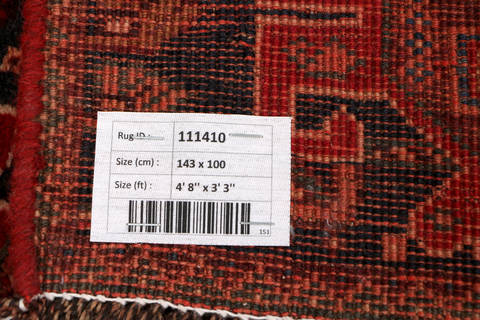 Rug ID : 111410
Size (cm) : 143 x 100
Size (ft) : 4' 8'' x 3' 3''
151